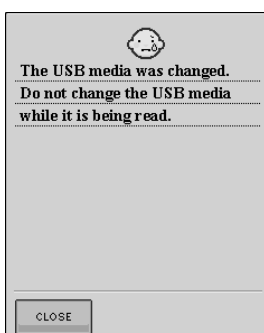 The USB media was changed.
Do not change the USB media
while it is being read.
CLOSE